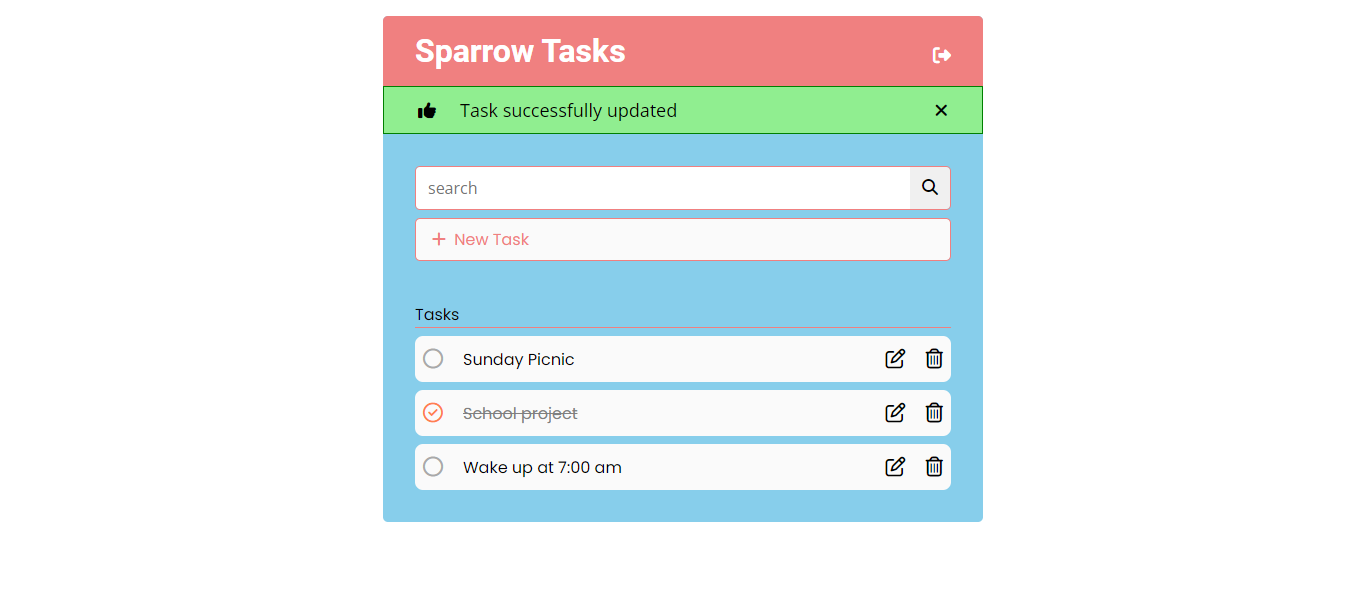 Sparrow Tasks
Task successfully updated
search
New Task
Tasks
Sunday Picnic
School project
Wake up at 7:00 am